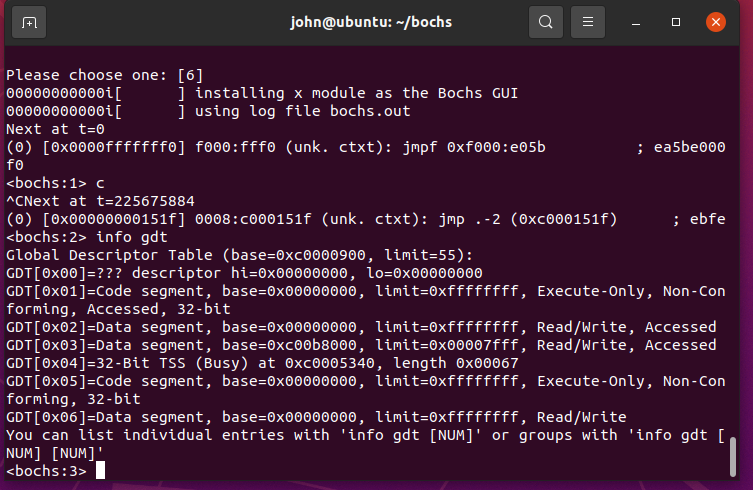 john@ubuntu: ~/bochs
Please choose one: [6]
00000000000i[      ] installing x module as the Bochs GUI
00000000000i[      ] using log file bochs.out
Next at t=0
(0) [0x0000fffffff0] f000:fff0 (unk. ctxt): jmpf 0xf000:e05b          ; ea5be000
f0
<bochs:1> c
^CNext at t=225675884
(0) [0x00000000151f] 0008:c000151f (unk. ctxt): jmp .-2 (0xc000151f)      ; ebfe
<bochs:2> info gdt
Global Descriptor Table (base=0xc0000900, limit=55):
GDT[0x00]=??? descriptor hi=0x00000000, lo=0x00000000
GDT[0x01]=Code segment, base=0x00000000, limit=0xffffffff, Execute-Only, Non-Con
forming, Accessed, 32-bit
GDT[0x02]=Data segment, base=0x00000000, limit=0xffffffff, Read/Write, Accessed
GDT[0x03]=Data segment, base=0xc00b8000, limit=0x00007fff, Read/Write, Accessed
GDT[0x04]=32-Bit TSS (Busy) at 0xc0005340, length 0x00067
GDT[0x05]=Code segment, base=0x00000000, limit=0xffffffff, Execute-Only, Non-Con
forming, 32-bit
GDT[0x06]=Data segment, base=0x00000000, limit=0xffffffff, Read/Write
You can list individual entries with 'info gdt [NUM]' or groups with 'info gdt [
NUM] [NUM]'
<bochs:3>